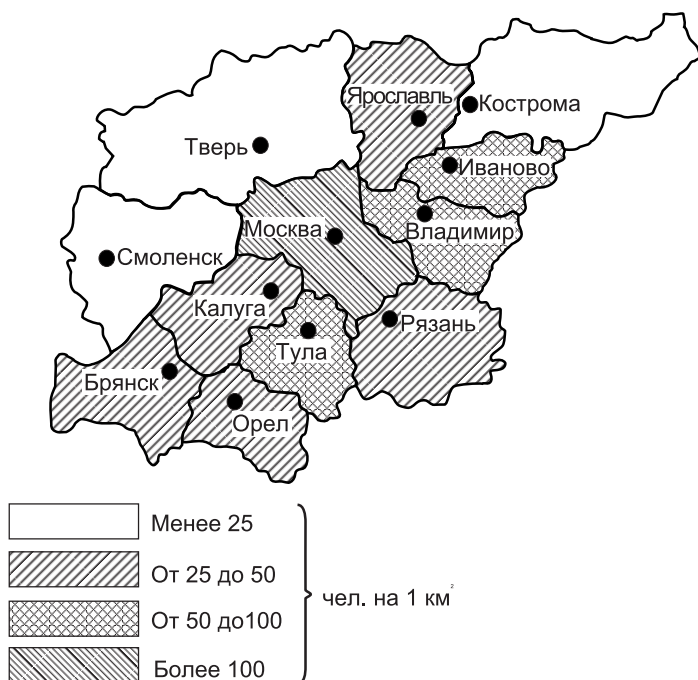 Ярославль
Кострома
Тверь
Иваново
Москва
Владимир
Смоленск
Калуга
Рязань
Тула
Брянск
Орел
Менее 25
От 25 до 50
От 50 до100
Более 100
чел. на 1 км²